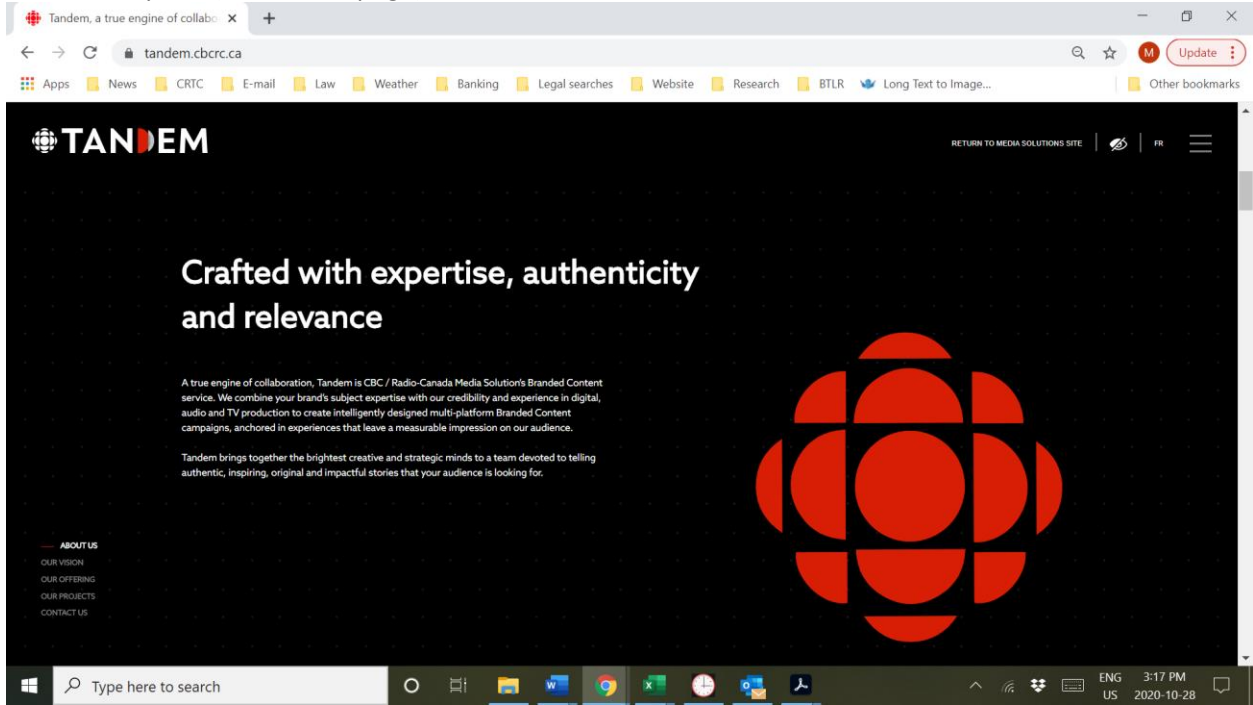 Tandem, a true engine of collabo
tandem.cbcrc.ca
M Update
Apps News CRTC E-mail Law Weather Banking Legal searches Website Research BTLR Long Text to Image... Other bookmarks
TANDEM
RETURN TO MEDIA SOLUTIONS SITE FR
Crafted with expertise, authenticity
and relevance
A true engine of collaboration, Tandem is CBC / Radio-Canada Media Solution's Branded Content
service. We combine your brand's subject expertise with our credibility and experience in digital,
audio and TV production to create intelligently designed multi-platform Branded Content
campaigns, anchored in experiences that leave a measurable impression on our audience.
Tandem brings together the brightest creative and strategic minds to a team devoted to telling
authentic, inspiring, original and impactful stories that your audience is looking for.
ABOUT US
OUR VISION
OUR OFFERING
OUR PROJECTS
CONTACT US
Type here to search
ENG 3:17 PM
US 2020-10-28